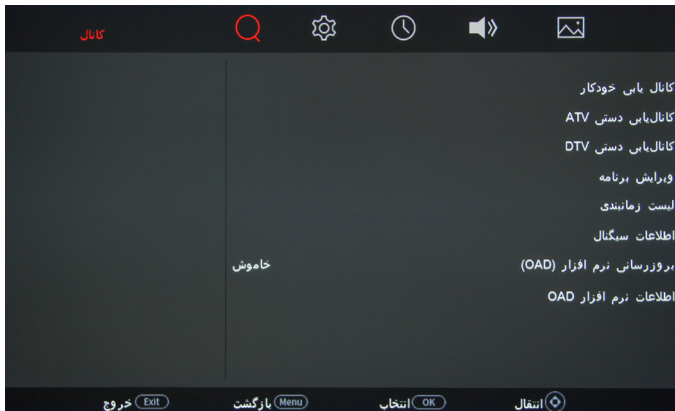 کانال
کانال یابی خودکار
کانال‌یابی دستی ATV
کانال‌یابی دستی DTV
ویرایش برنامه
لیست زمانبندی
اطلاعات سیگنال
بروزرسانی نرم افزار (OAD) خاموش
اطلاعات نرم افزار OAD
انتقال OK انتخاب Menu بازگشت Exit خروج